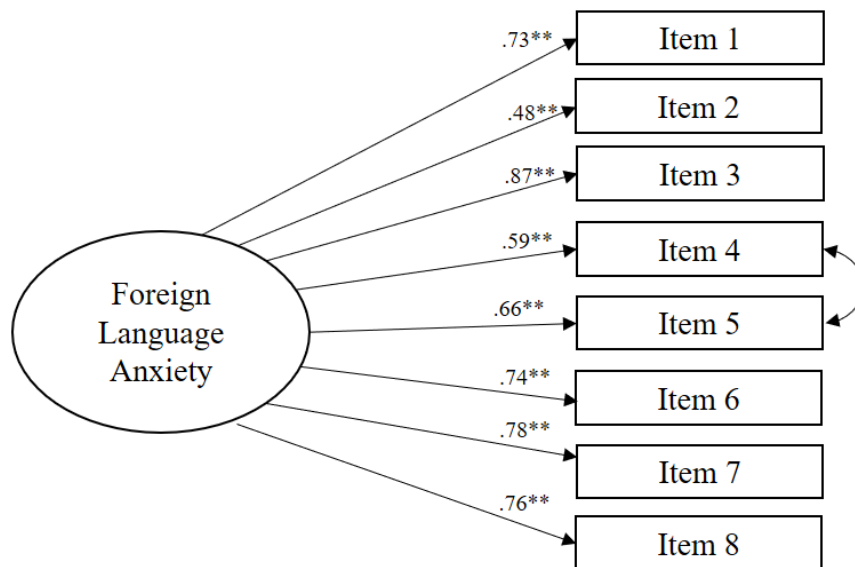 .73**
Item 1
.48**
Item 2
.87**
Item 3
.59**
Item 4
Foreign
Language
Anxiety
.66**
Item 5
.74**
Item 6
.78**
Item 7
.76**
Item 8